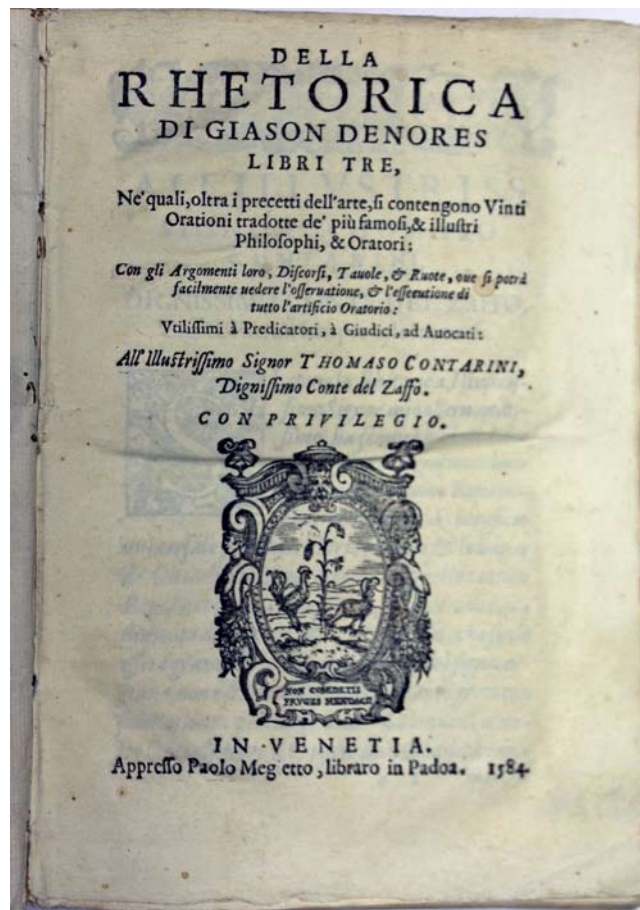 DELLA
RHETORICA
DI GIASON DENORES
LIBRI TRE,
Ne' quali, oltra i precetti dell'arte, ſi contengono Vinti
Orationi tradotte de' più famoſi, & illuſtri
Philoſophi, & Oratori:
Con gli Argomenti loro, Diſcorſi, Tauole, & Ruote, oue ſi potrà
facilmente uedere l'oſſeruatione, & l'eſſecutione di
tutto l'artificio Oratorio:
Vtiliſſimi à Predicatori, à Giudici, ad Auocati:
All'Illuſtriſſimo Signor THOMASO CONTARINI,
Digniſſimo Conte del Zaffo.
CON PRIVILEGIO.
NON COMEDETIS
FRVGES MENDACII
IN VENETIA.
Appreſſo Paolo Meg etto, libraro in Padoa. 1584